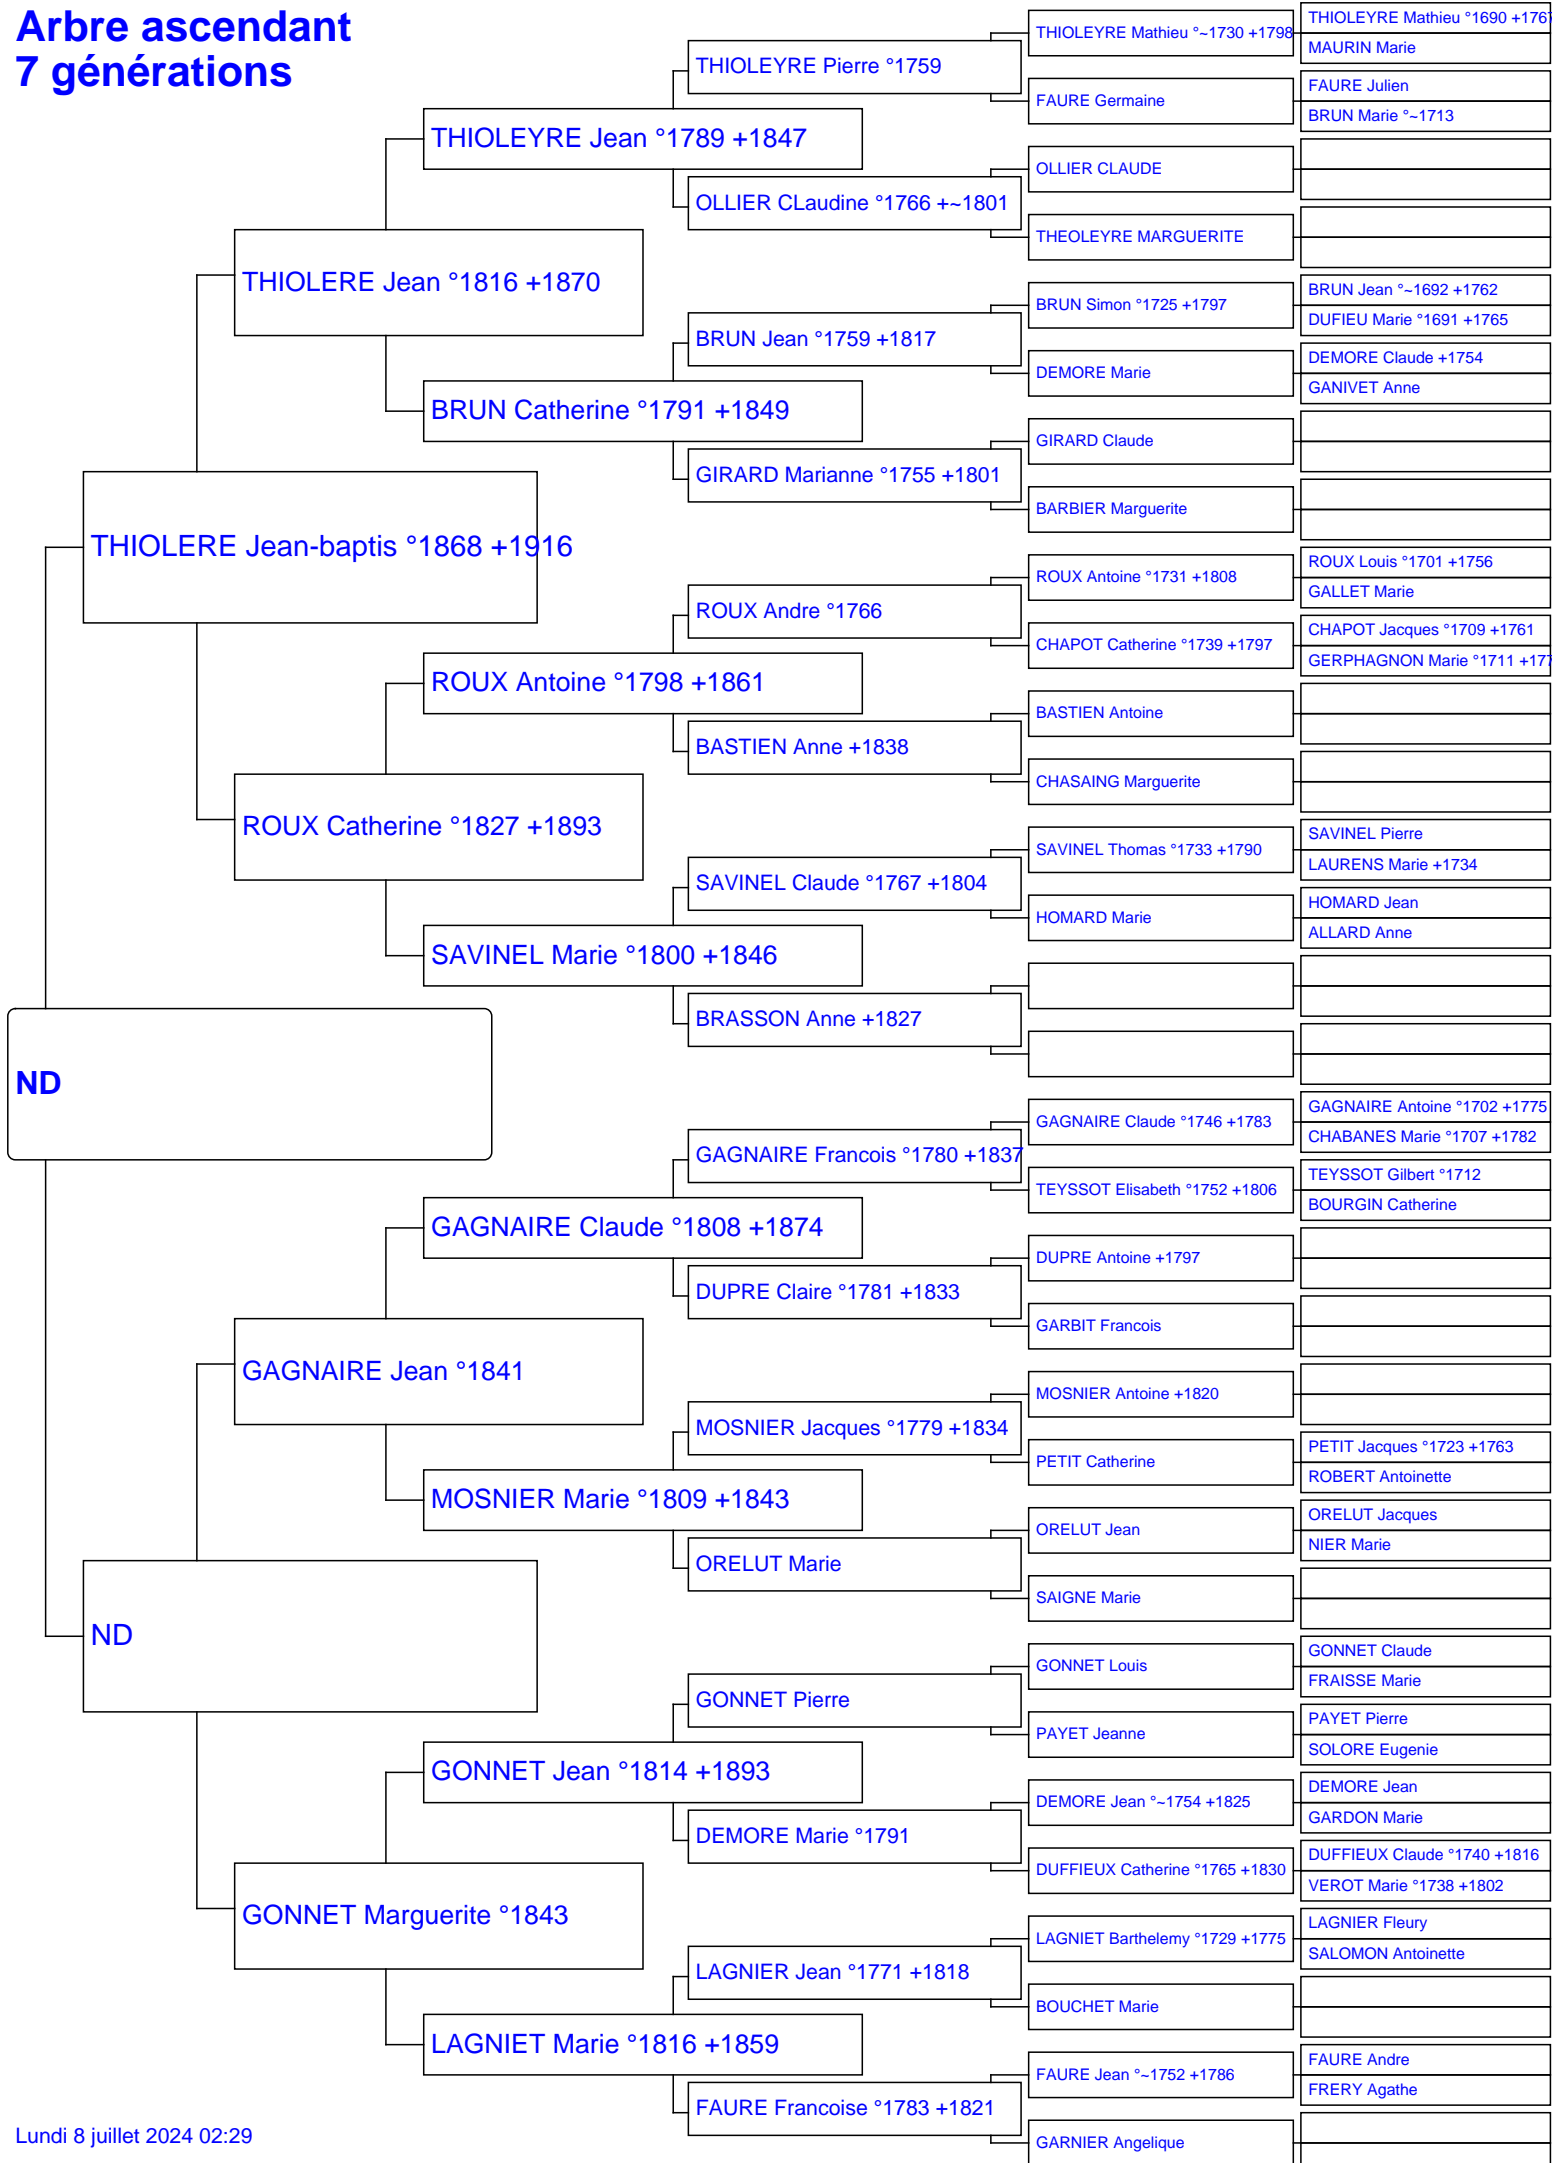 Arbre ascendant
7 générations
ND
THIOLERE Jean-baptis °1868 +1916
ND
THIOLERE Jean °1816 +1870
ROUX Catherine °1827 +1893
GAGNAIRE Jean °1841
GONNET Marguerite °1843
THIOLEYRE Jean °1789 +1847
BRUN Catherine °1791 +1849
ROUX Antoine °1798 +1861
SAVINEL Marie °1800 +1846
GAGNAIRE Claude °1808 +1874
MOSNIER Marie °1809 +1843
GONNET Jean °1814 +1893
LAGNIET Marie °1816 +1859
THIOLEYRE Pierre °1759
OLLIER CLaudine °1766 +~1801
BRUN Jean °1759 +1817
GIRARD Marianne °1755 +1801
ROUX Andre °1766
BASTIEN Anne +1838
SAVINEL Claude °1767 +1804
BRASSON Anne +1827
GAGNAIRE Francois °1780 +1837
DUPRE Claire °1781 +1833
MOSNIER Jacques °1779 +1834
ORELUT Marie
GONNET Pierre
DEMORE Marie °1791
LAGNIER Jean °1771 +1818
FAURE Francoise °1783 +1821
THIOLEYRE Mathieu °~1730 +1798
FAURE Germaine
OLLIER CLAUDE
THEOLEYRE MARGUERITE
BRUN Simon °1725 +1797
DEMORE Marie
GIRARD Claude
BARBIER Marguerite
ROUX Antoine °1731 +1808
CHAPOT Catherine °1739 +1797
BASTIEN Antoine
CHASAING Marguerite
SAVINEL Thomas °1733 +1790
HOMARD Marie
GAGNAIRE Claude °1746 +1783
TEYSSOT Elisabeth °1752 +1806
DUPRE Antoine +1797
GARBIT Francois
MOSNIER Antoine +1820
PETIT Catherine
ORELUT Jean
SAIGNE Marie
GONNET Louis
PAYET Jeanne
DEMORE Jean °~1754 +1825
DUFFIEUX Catherine °1765 +1830
LAGNIET Barthelemy °1729 +1775
BOUCHET Marie
FAURE Jean °~1752 +1786
GARNIER Angelique
THIOLEYRE Mathieu °1690 +1767
MAURIN Marie
FAURE Julien
BRUN Marie °~1713
BRUN Jean °~1692 +1762
DUFIEU Marie °1691 +1765
DEMORE Claude +1754
GANIVET Anne
ROUX Louis °1701 +1756
GALLET Marie
CHAPOT Jacques °1709 +1761
GERPHAGNON Marie °1711 +177
SAVINEL Pierre
LAURENS Marie +1734
HOMARD Jean
ALLARD Anne
GAGNAIRE Antoine °1702 +1775
CHABANES Marie °1707 +1782
TEYSSOT Gilbert °1712
BOURGIN Catherine
PETIT Jacques °1723 +1763
ROBERT Antoinette
ORELUT Jacques
NIER Marie
GONNET Claude
FRAISSE Marie
PAYET Pierre
SOLORE Eugenie
DEMORE Jean
GARDON Marie
DUFFIEUX Claude °1740 +1816
VEROT Marie °1738 +1802
LAGNIER Fleury
SALOMON Antoinette
FAURE Andre
FRERY Agathe
Lundi 8 juillet 2024 02:29